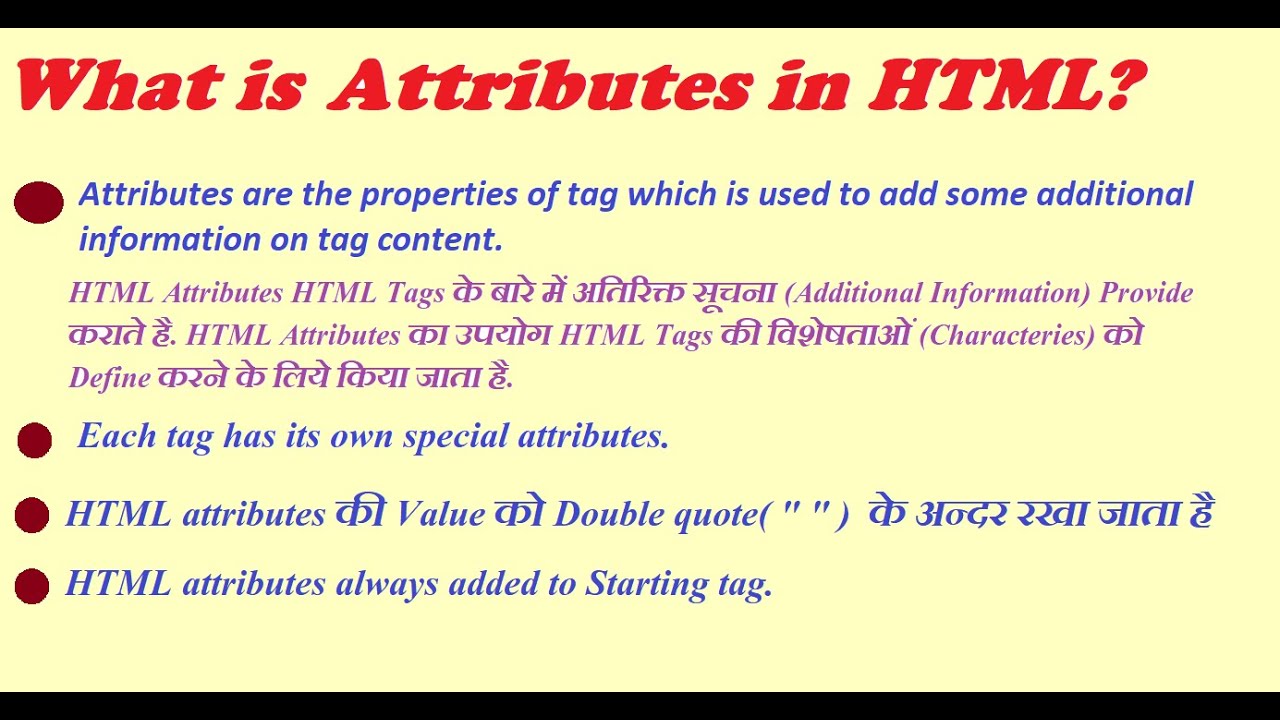 What is Attributes in HTML?
Attributes are the properties of tag which is used to add some additional
information on tag content.
HTML Attributes HTML Tags के बारे में अतिरिक्त सूचना (Additional Information) Provide
कराते है. HTML Attributes का उपयोग HTML Tags की विशेषताओं (Characteries) को
Define करने के लिये किया जाता है.
Each tag has its own special attributes.
HTML attributes की Value को Double quote( " " ) के अन्दर रखा जाता है
HTML attributes always added to Starting tag.